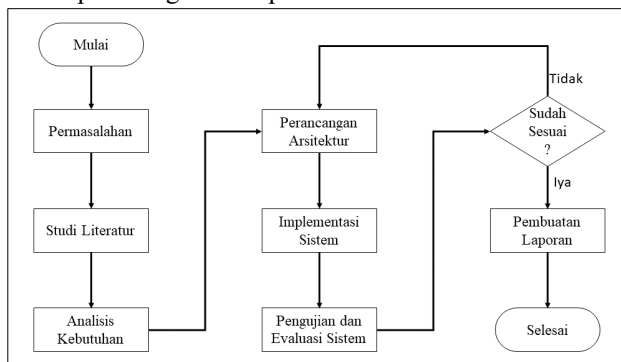 Mulai
Permasalahan
Studi Literatur
Analisis
Kebutuhan
Perancangan
Arsitektur
Implementasi
Sistem
Pengujian dan
Evaluasi Sistem
Tidak
Sudah
Sesuai
?
Iya
Pembuatan
Laporan
Selesai